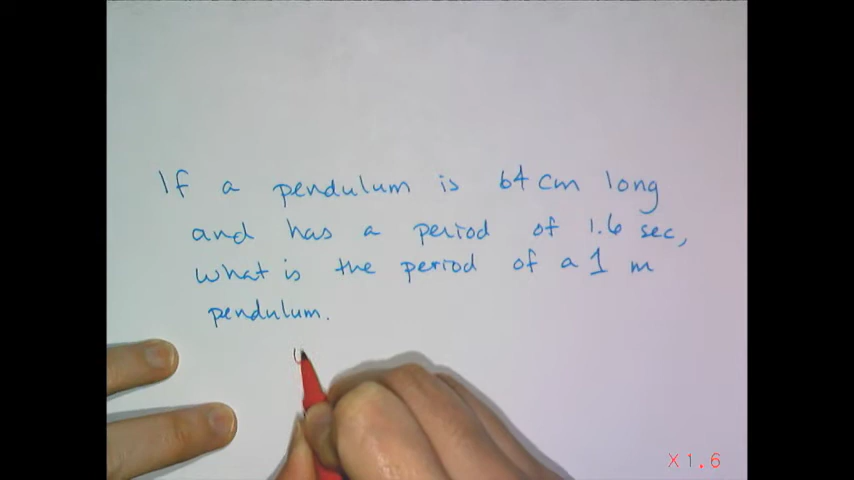 If a pendulum is 64 cm long
and has a period of 1.6 sec,
what is the period of a 1 m
pendulum.
X1.6